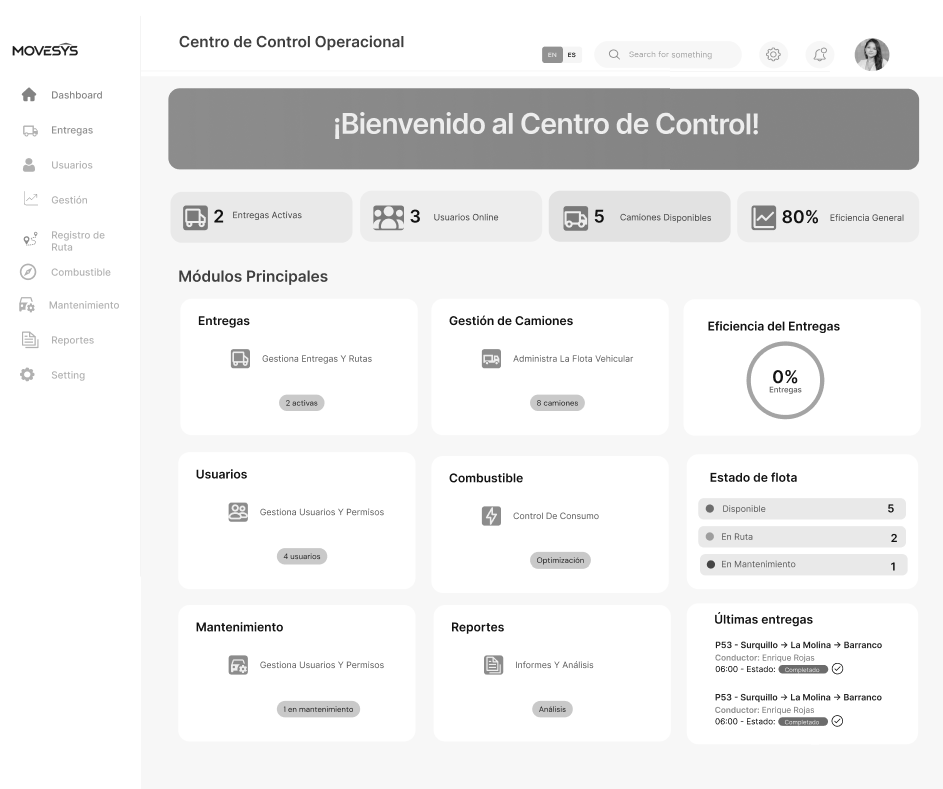 MOVESYS
Centro de Control Operacional
EN ES
Search for something
Dashboard
Entregas
Usuarios
Gestión
Registro de
Ruta
Combustible
Mantenimiento
Reportes
Setting
¡Bienvenido al Centro de Control!
2 Entregas Activas
3 Usuarios Online
5 Camiones Disponibles
80% Eficiencia General
Módulos Principales
Entregas
Gestiona Entregas Y Rutas
2 activas
Gestión de Camiones
Administra La Flota Vehicular
8 camiones
Eficiencia del Entregas
0%
Entregas
Usuarios
Gestiona Usuarios Y Permisos
4 usuarios
Combustible
Control De Consumo
Optimización
Estado de flota
Disponible 5
En Ruta 2
En Mantenimiento 1
Mantenimiento
Gestiona Usuarios Y Permisos
1 en mantenimiento
Reportes
Informes Y Análisis
Análisis
Últimas entregas
P53 - Surquillo → La Molina → Barranco
Conductor: Enrique Rojas
06:00 - Estado: Completado
P53 - Surquillo → La Molina → Barranco
Conductor: Enrique Rojas
06:00 - Estado: Completado